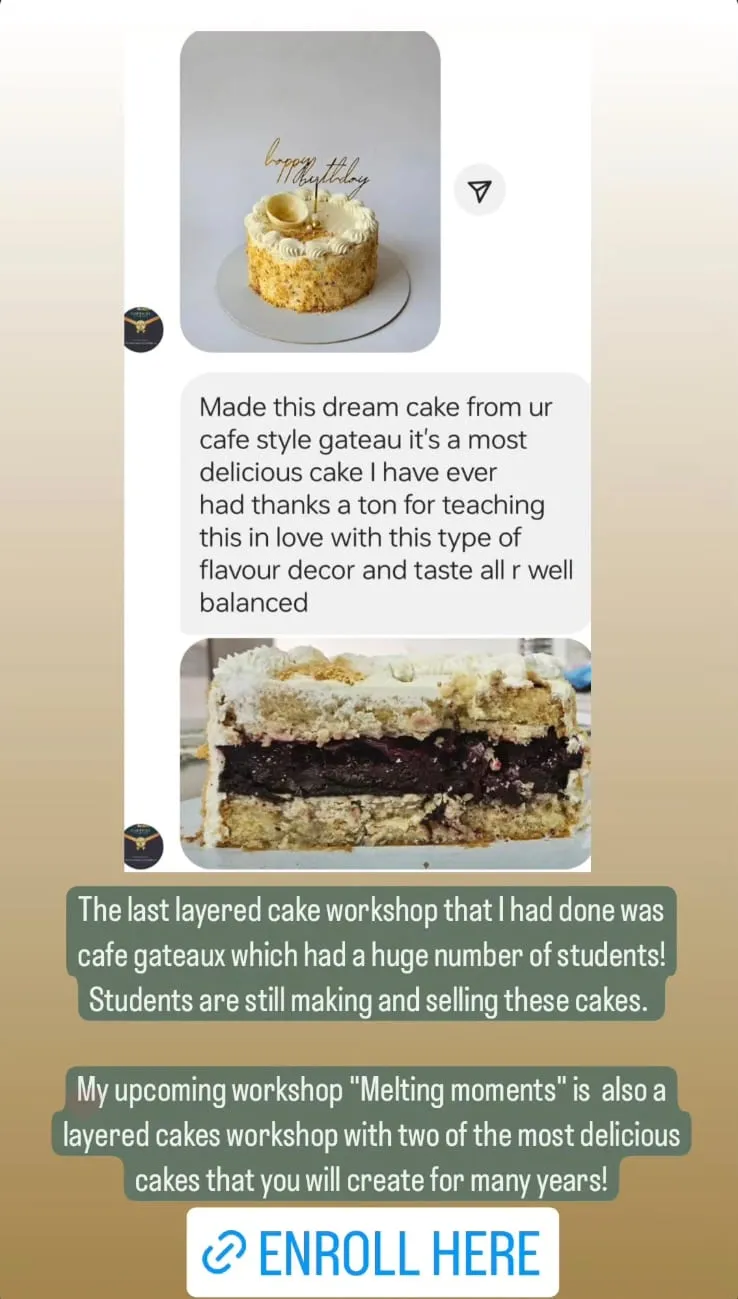 happy
birthday
Made this dream cake from ur
cafe style gateau it's a most
delicious cake I have ever
had thanks a ton for teaching
this in love with this type of
flavour decor and taste all r well
balanced
The last layered cake workshop that I had done was
cafe gateaux which had a huge number of students!
Students are still making and selling these cakes.
My upcoming workshop "Melting moments" is also a
layered cakes workshop with two of the most delicious
cakes that you will create for many years!
ENROLL HERE